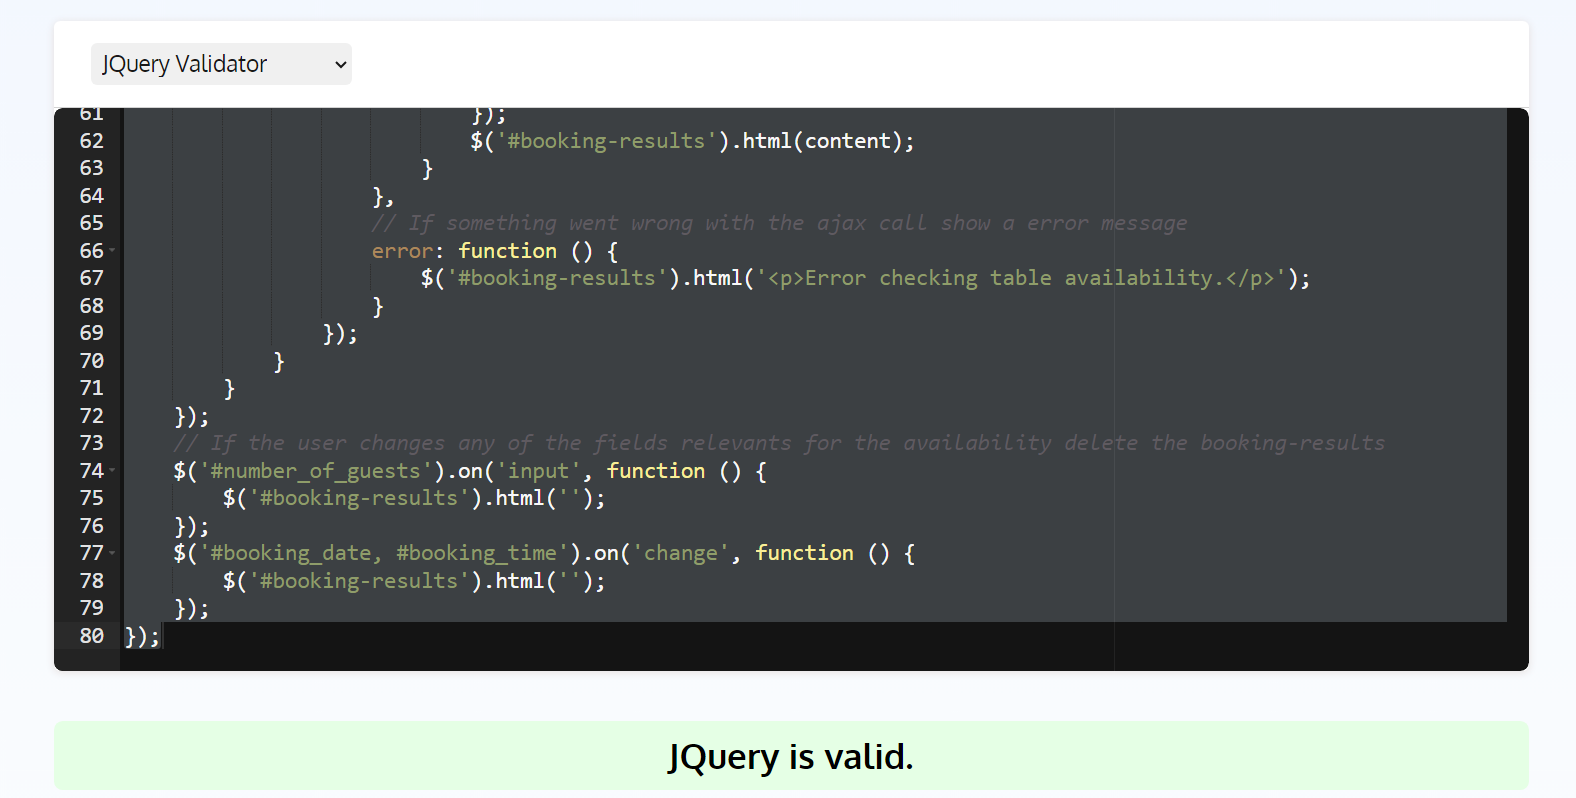 JQuery Validator
61 });
62 $('#booking-results').html(content);
63 }
64 },
65 // If something went wrong with the ajax call show a error message
66 error: function () {
67 $('#booking-results').html('<p>Error checking table availability.</p>');
68 }
69 });
70 }
71 }
72 });
73 // If the user changes any of the fields relevants for the availability delete the booking-results
74 $('#number_of_guests').on('input', function () {
75 $('#booking-results').html('');
76 });
77 $('#booking_date, #booking_time').on('change', function () {
78 $('#booking-results').html('');
79 });
80 });
JQuery is valid.